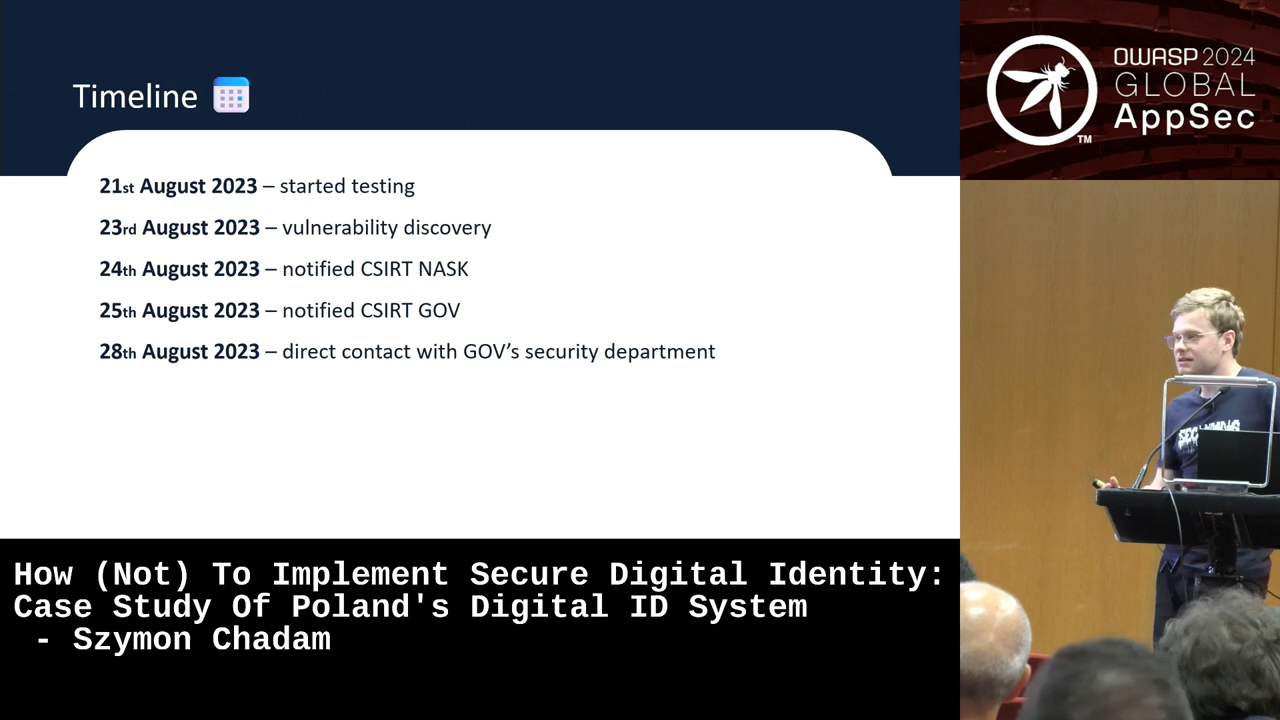 Timeline
21st August 2023 – started testing
23rd August 2023 – vulnerability discovery
24th August 2023 – notified CSIRT NASK
25th August 2023 – notified CSIRT GOV
28th August 2023 – direct contact with GOV's security department
How (Not) To Implement Secure Digital Identity:
Case Study Of Poland's Digital ID System
- Szymon Chadam
OWASP 2024
GLOBAL
AppSec
TM